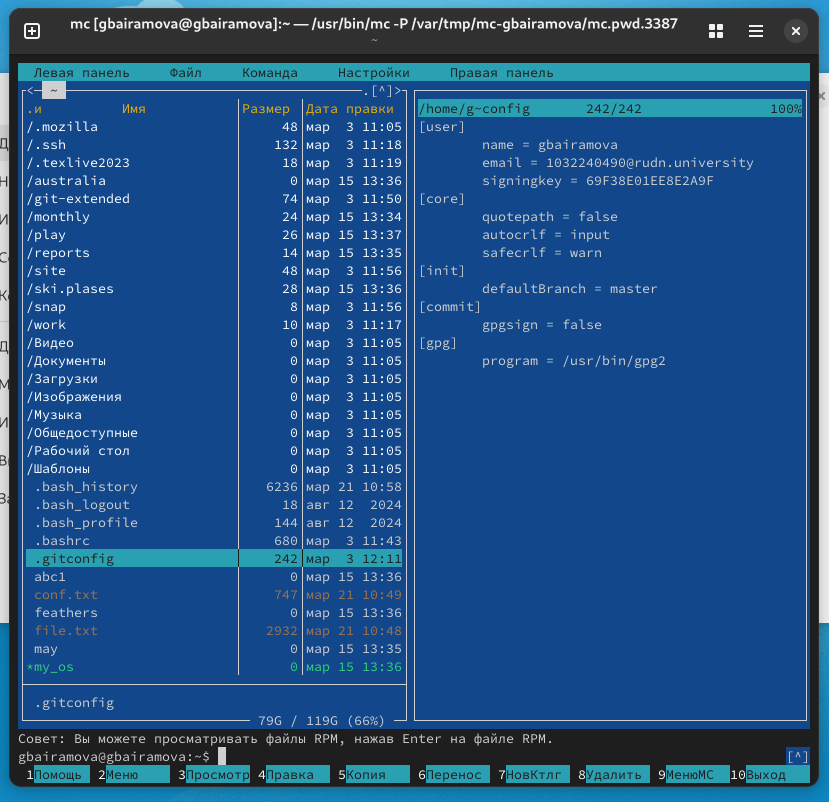 mc [gbairamova@gbairamova]:~ — /usr/bin/mc -P /var/tmp/mc-gbairamova/mc.pwd.3387
~
Левая панель Файл Команда Настройки Правая панель
<─ ~ .[^]>
.и Имя Размер Дата правки
/.mozilla 48 мар 3 11:05
/.ssh 132 мар 3 11:18
/.texlive2023 18 мар 3 11:19
/australia 0 мар 15 13:36
/git-extended 74 мар 3 11:50
/monthly 24 мар 15 13:34
/play 26 мар 15 13:37
/reports 14 мар 15 13:35
/site 48 мар 3 11:56
/ski.plases 28 мар 15 13:36
/snap 8 мар 3 11:56
/work 10 мар 3 11:17
/Видео 0 мар 3 11:05
/Документы 0 мар 3 11:05
/Загрузки 0 мар 3 11:05
/Изображения 0 мар 3 11:05
/Музыка 0 мар 3 11:05
/Общедоступные 0 мар 3 11:05
/Рабочий стол 0 мар 3 11:05
/Шаблоны 0 мар 3 11:05
.bash_history 6236 мар 21 10:58
.bash_logout 18 авг 12 2024
.bash_profile 144 авг 12 2024
.bashrc 680 мар 3 11:43
.gitconfig 242 мар 3 12:11
abc1 0 мар 15 13:36
conf.txt 747 мар 21 10:49
feathers 0 мар 15 13:36
file.txt 2932 мар 21 10:48
may 0 мар 15 13:35
*my_os 0 мар 15 13:36
.gitconfig
79G / 119G (66%)
/home/g~config 242/242 100%
[user]
name = gbairamova
email = 1032240490@rudn.university
signingkey = 69F38E01EE8E2A9F
[core]
quotepath = false
autocrlf = input
safecrlf = warn
[init]
defaultBranch = master
[commit]
gpgsign = false
[gpg]
program = /usr/bin/gpg2
Совет: Вы можете просматривать файлы RPM, нажав Enter на файле RPM.
gbairamova@gbairamova:~$ [^]
1Помощь 2Меню 3Просмотр 4Правка 5Копия 6Перенос 7НовКтлг 8Удалить 9МенюMC 10Выход